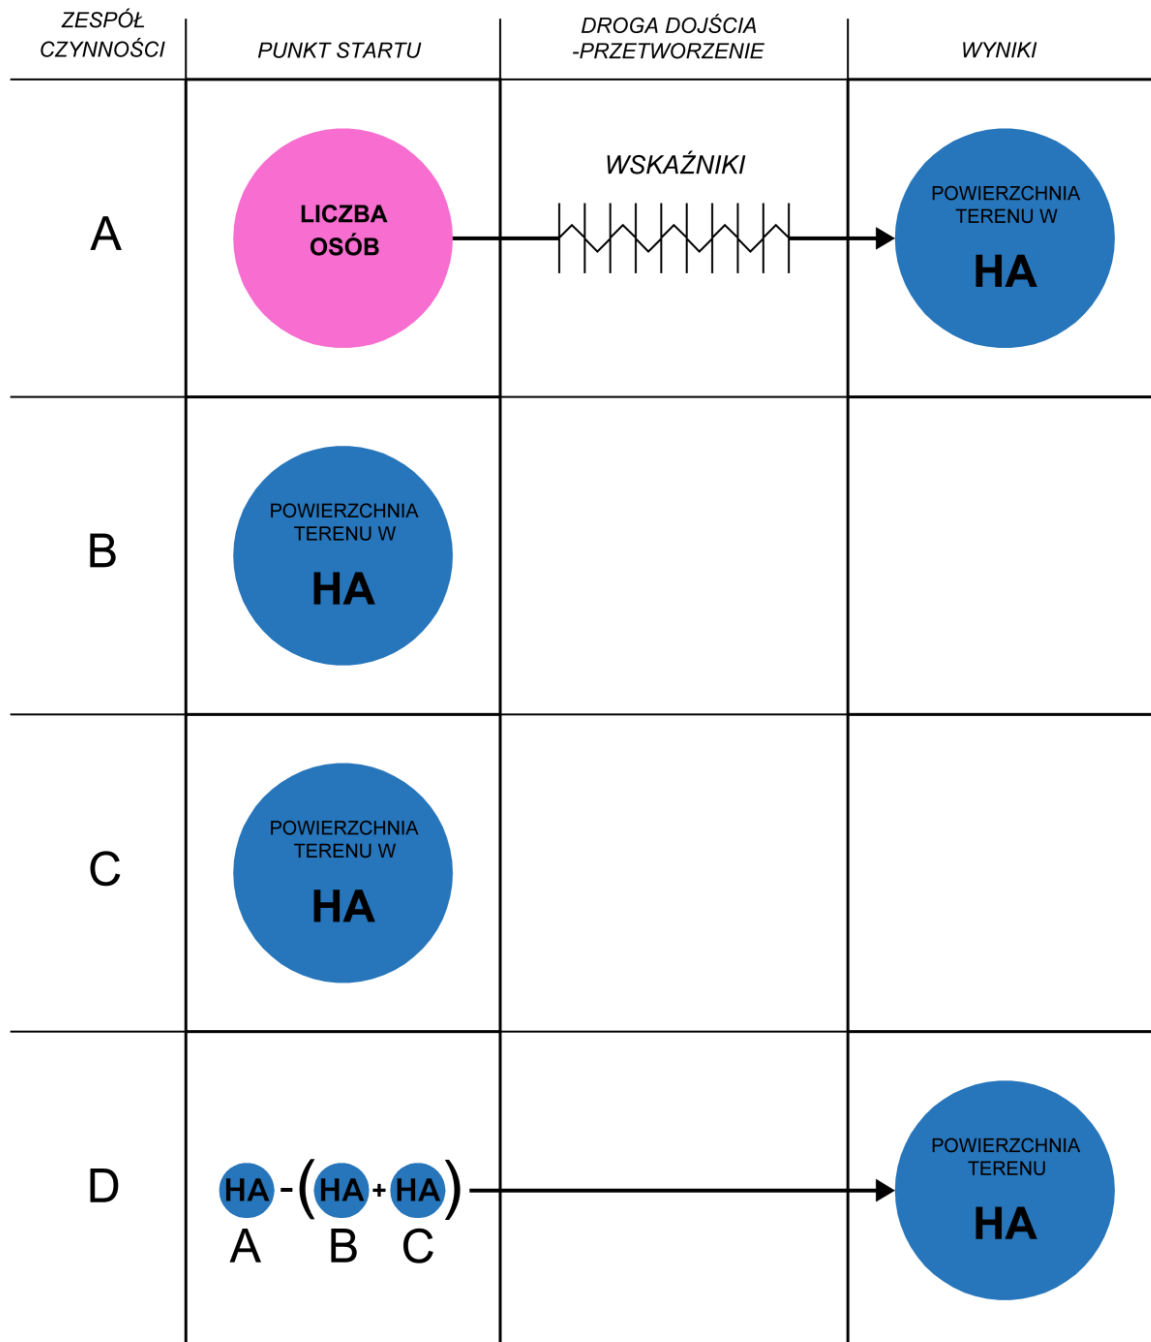 ZESPÓŁ
CZYNNOŚCI
PUNKT STARTU
DROGA DOJŚCIA
-PRZETWORZENIE
WYNIKI
A
LICZBA
OSÓB
WSKAŹNIKI
POWIERZCHNIA
TERENU W
HA
B
POWIERZCHNIA
TERENU W
HA
C
POWIERZCHNIA
TERENU W
HA
D
HA - (HA + HA)
A B C
POWIERZCHNIA
TERENU
HA